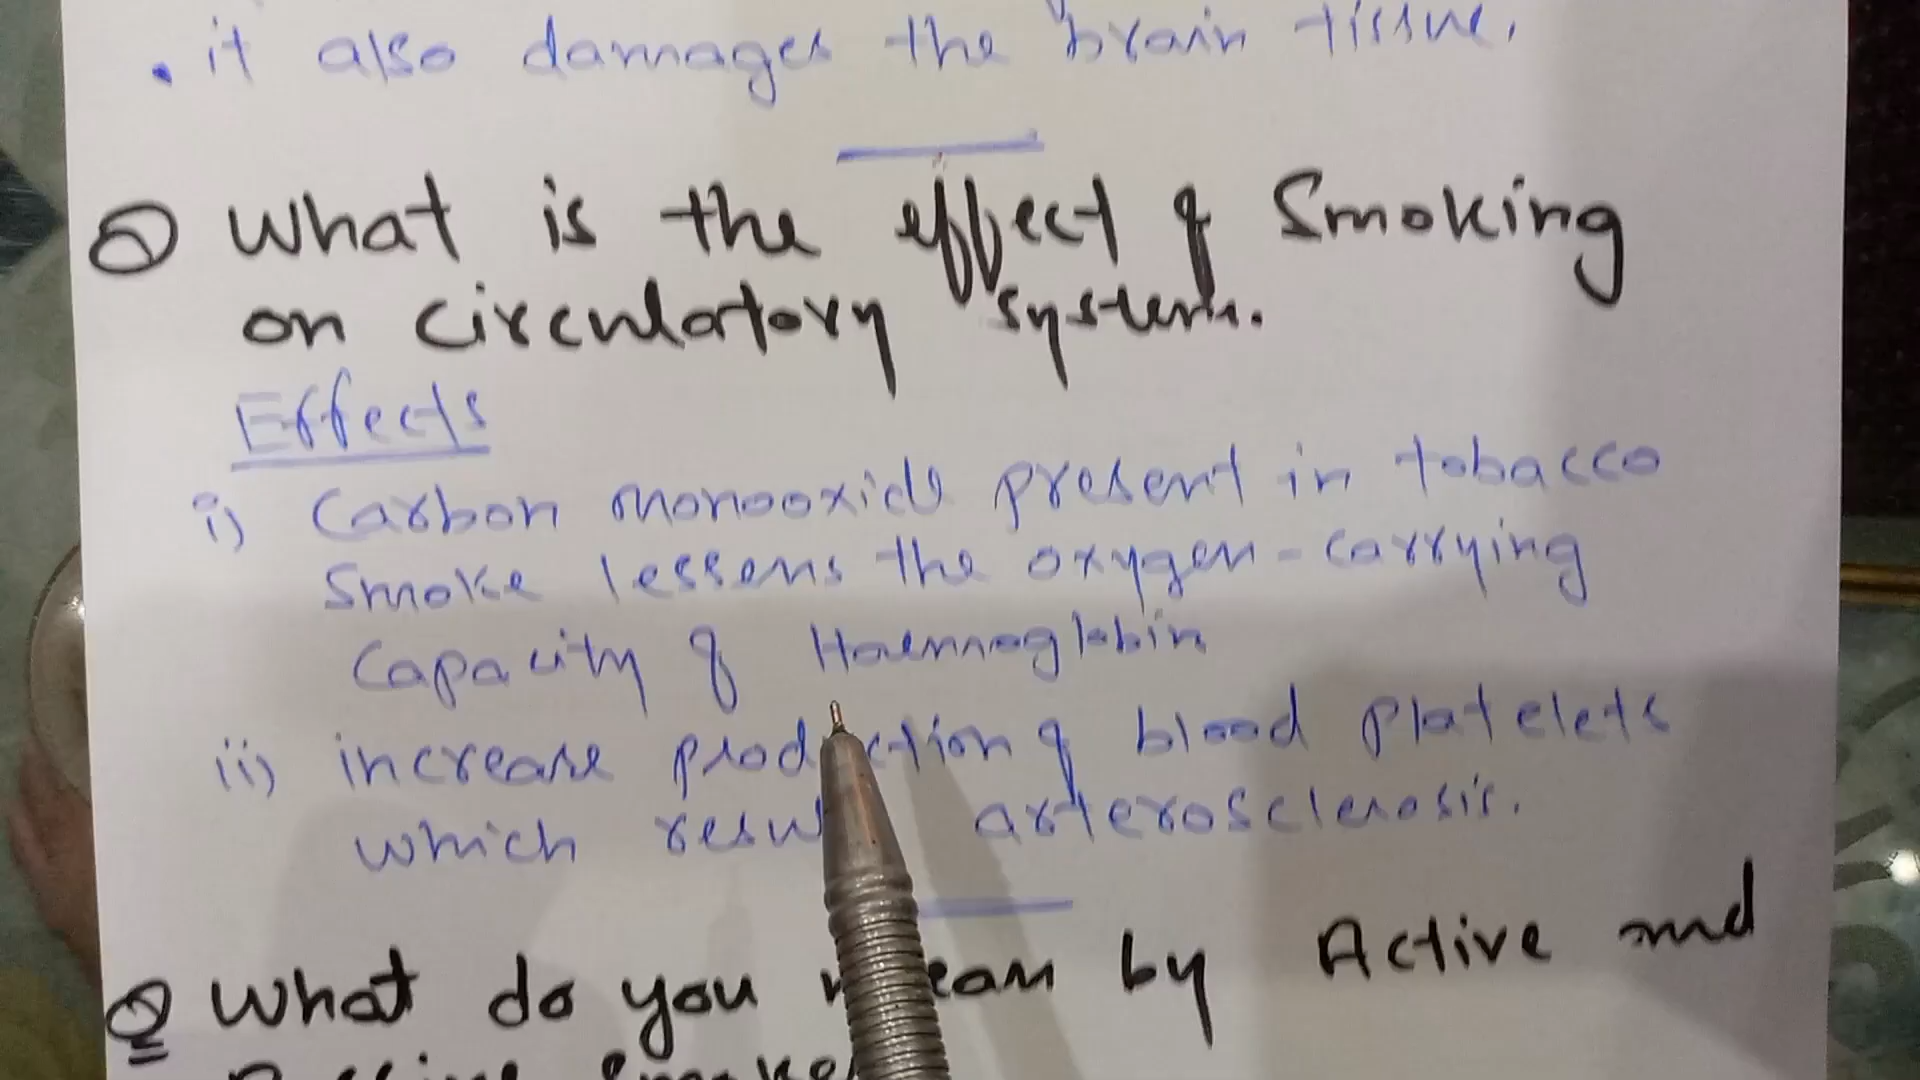 . it also damages the brain tissue.
Q What is the effect of Smoking
on circulatory system.
Effects
i) Carbon monooxide present in tobacco
Smoke lessens the oxygen-carrying
Capacity of Haemoglobin
ii) increase production of blood platelets
which arterosclerosis.
Q What do you mean by Active and